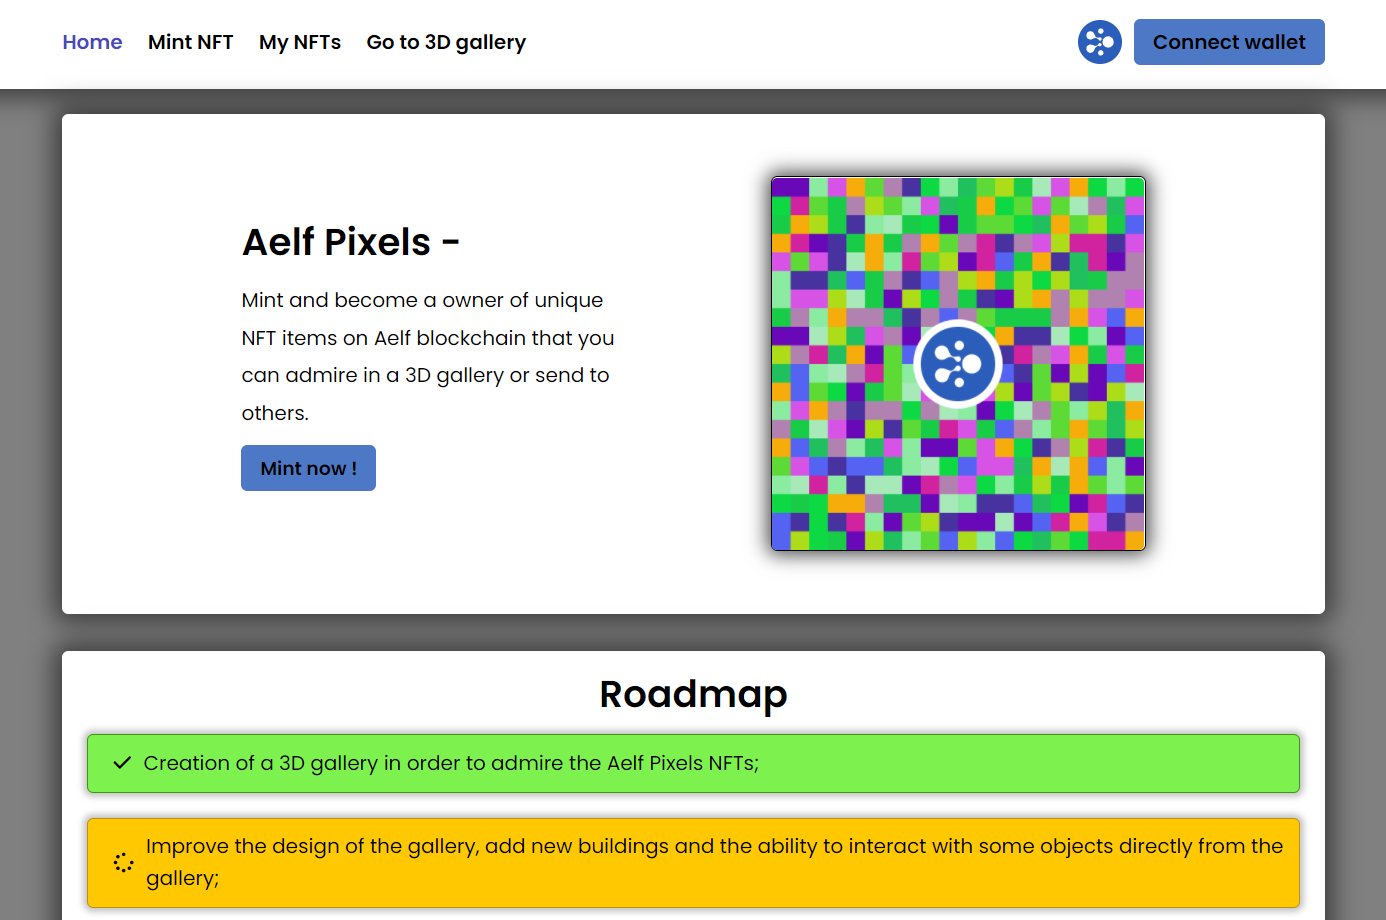 Home Mint NFT My NFTs Go to 3D gallery Connect wallet
Aelf Pixels -
Mint and become a owner of unique
NFT items on Aelf blockchain that you
can admire in a 3D gallery or send to
others.
Mint now !
Roadmap
Creation of a 3D gallery in order to admire the Aelf Pixels NFTs;
Improve the design of the gallery, add new buildings and the ability to interact with some objects directly from the
gallery;